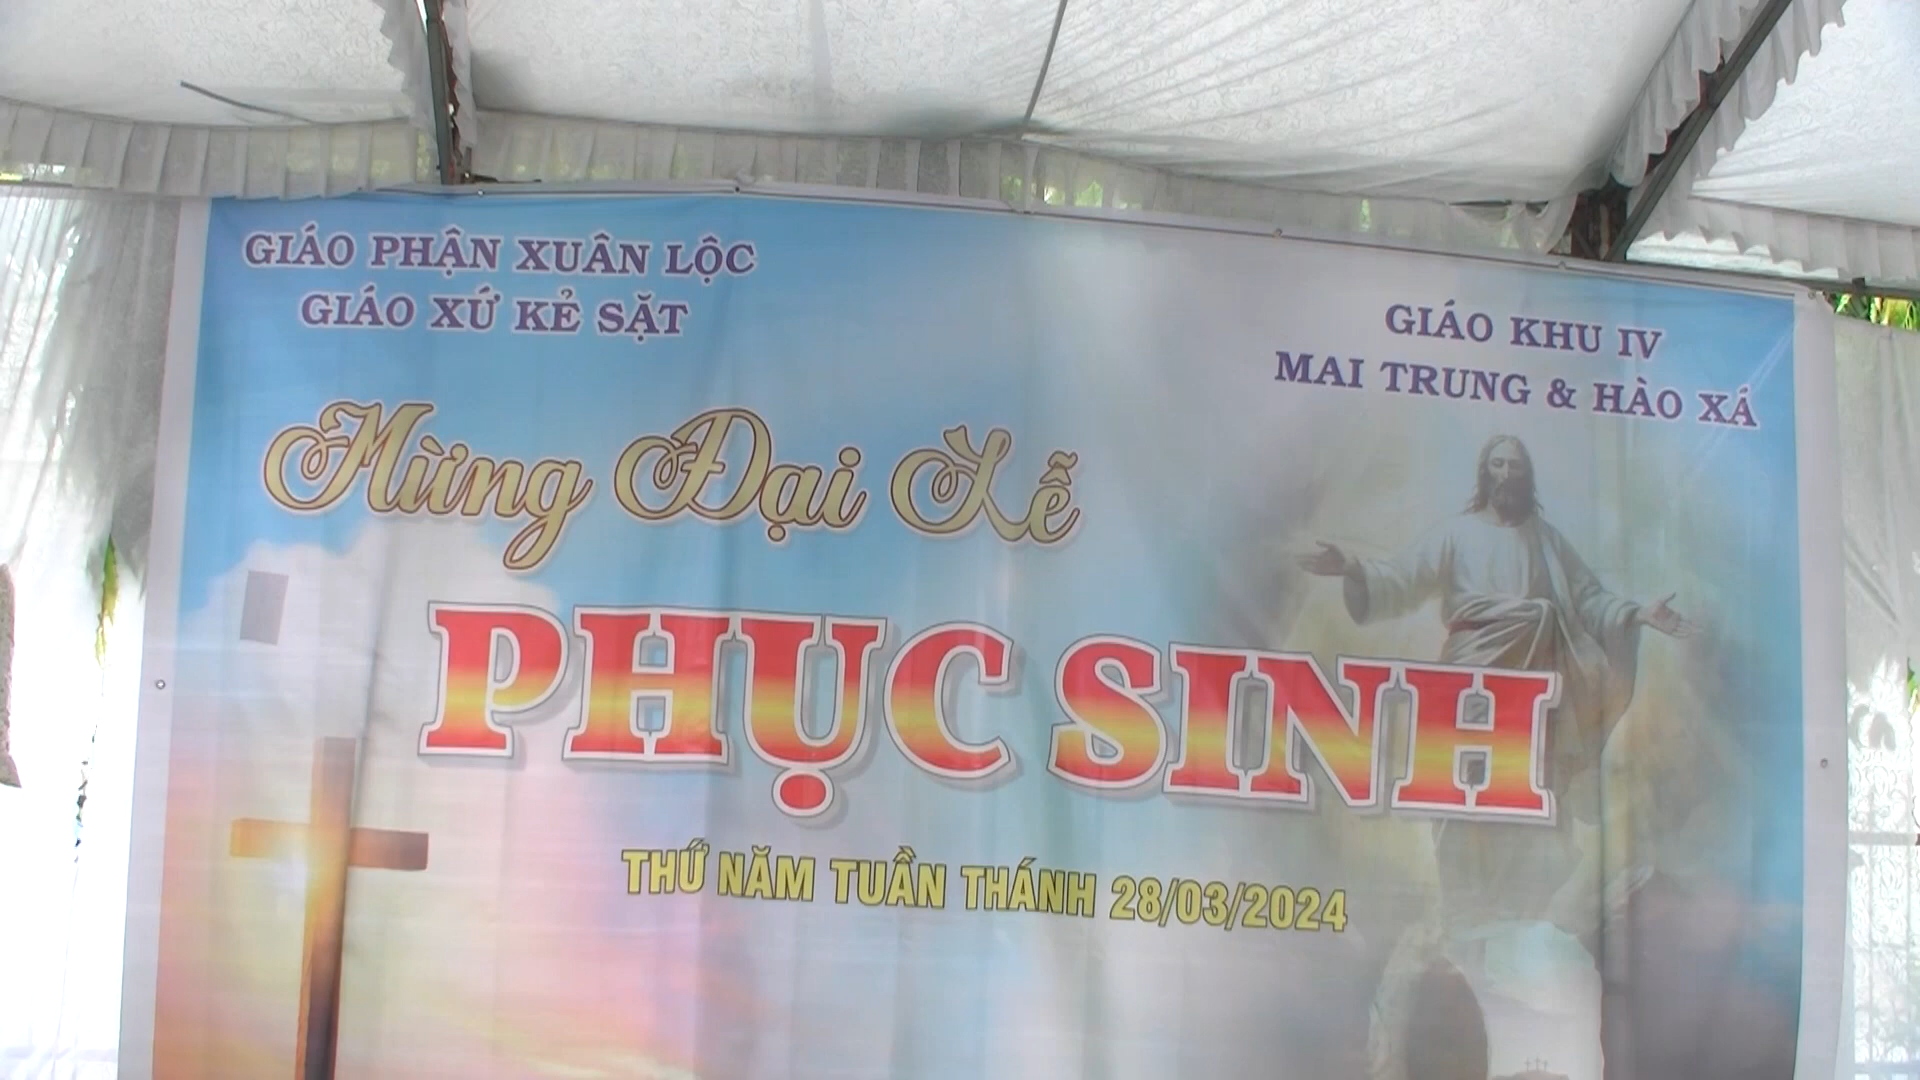 GIÁO PHẬN XUÂN LỘC
GIÁO XỨ KẺ SẶT
GIÁO KHU IV
MAI TRUNG & HÀO XÁ
Mừng Đại Lễ
PHỤC SINH
THỨ NĂM TUẦN THÁNH 28/03/2024